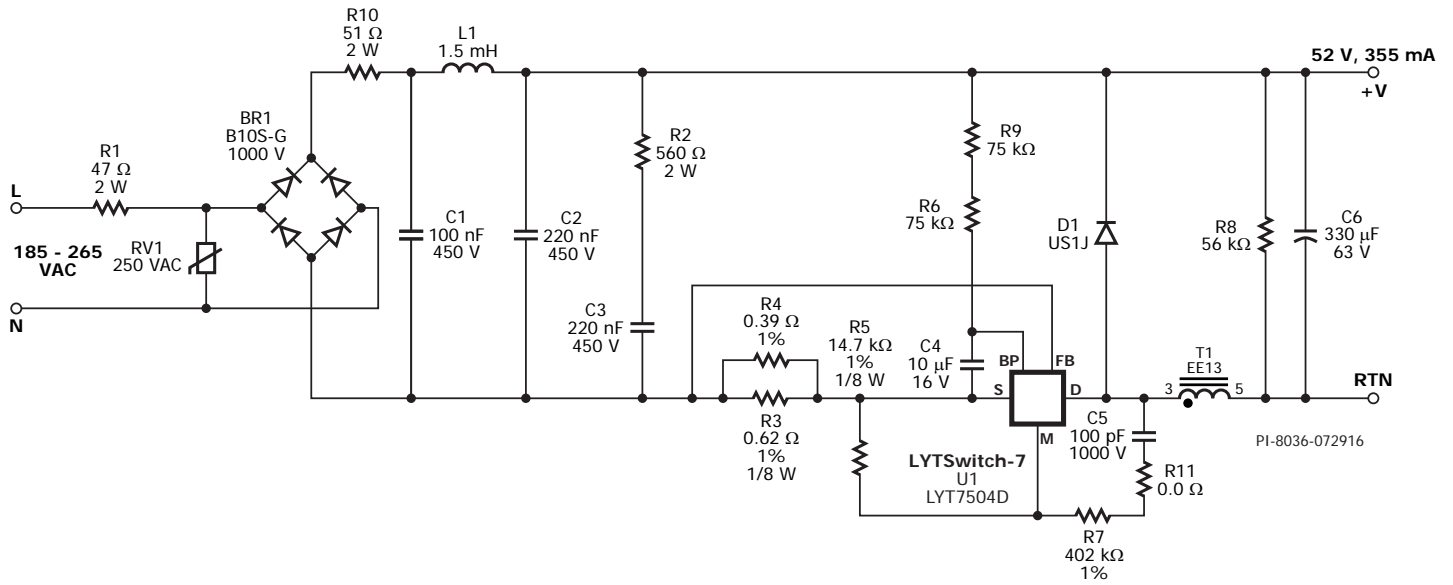 R10
51 Ω
2 W
L1
1.5 mH
52 V, 355 mA
+V
BR1
B10S-G
1000 V
R1
47 Ω
2 W
L
185 - 265
VAC
RV1
250 VAC
N
C1
100 nF
450 V
C2
220 nF
450 V
R2
560 Ω
2 W
C3
220 nF
450 V
R9
75 kΩ
R6
75 kΩ
D1
US1J
R8
56 kΩ
C6
330 µF
63 V
R4
0.39 Ω
1%
R3
0.62 Ω
1%
1/8 W
R5
14.7 kΩ
1%
1/8 W
C4
10 µF
16 V
BP
FB
S
D
M
LYTSwitch-7
U1
LYT7504D
T1
EE13
3
5
RTN
C5
100 pF
1000 V
R11
0.0 Ω
R7
402 kΩ
1%
PI-8036-072916